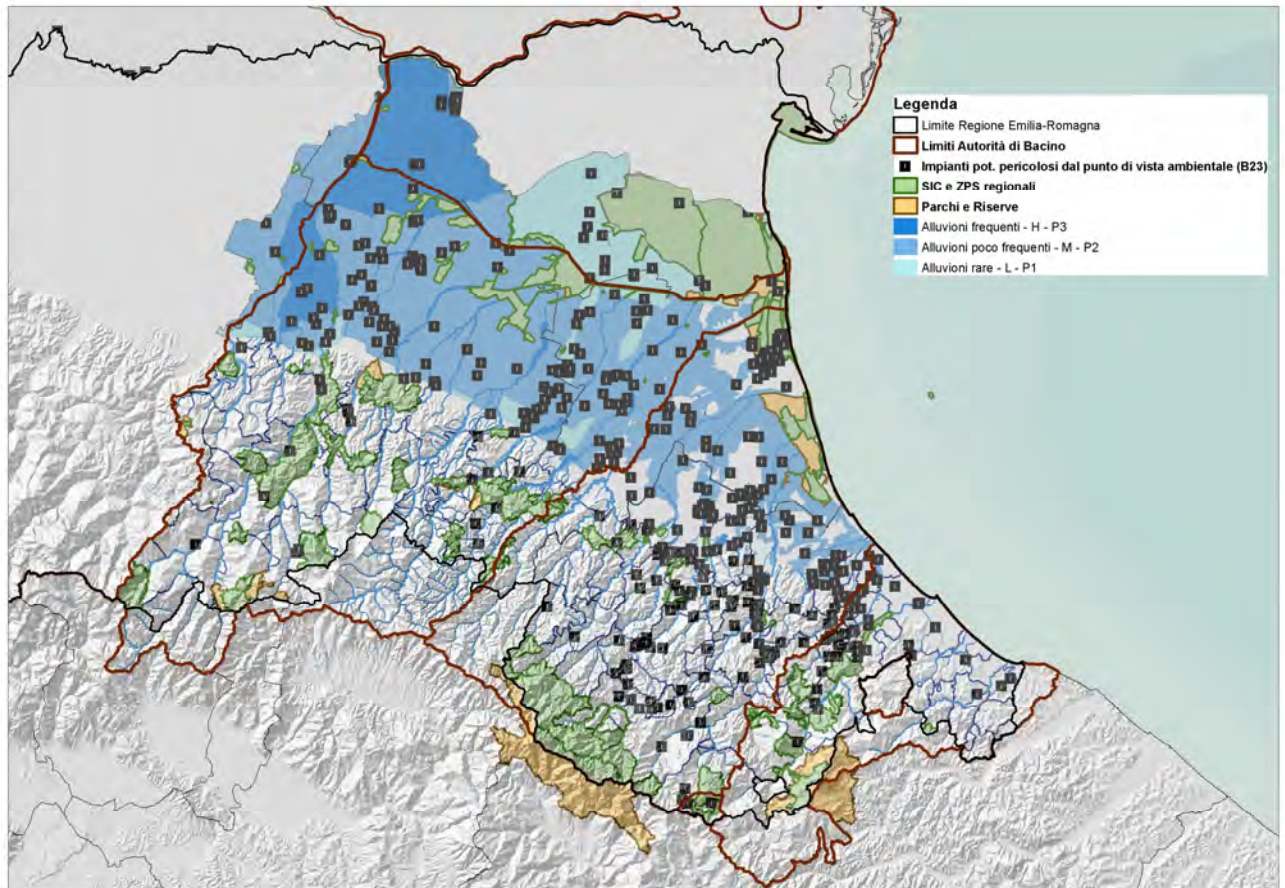 Legenda
Limite Regione Emilia-Romagna
Limiti Autorità di Bacino
Impianti pot. pericolosi dal punto di vista ambientale (B23)
SIC e ZPS regionali
Parchi e Riserve
Alluvioni frequenti - H - P3
Alluvioni poco frequenti - M - P2
Alluvioni rare - L - P1